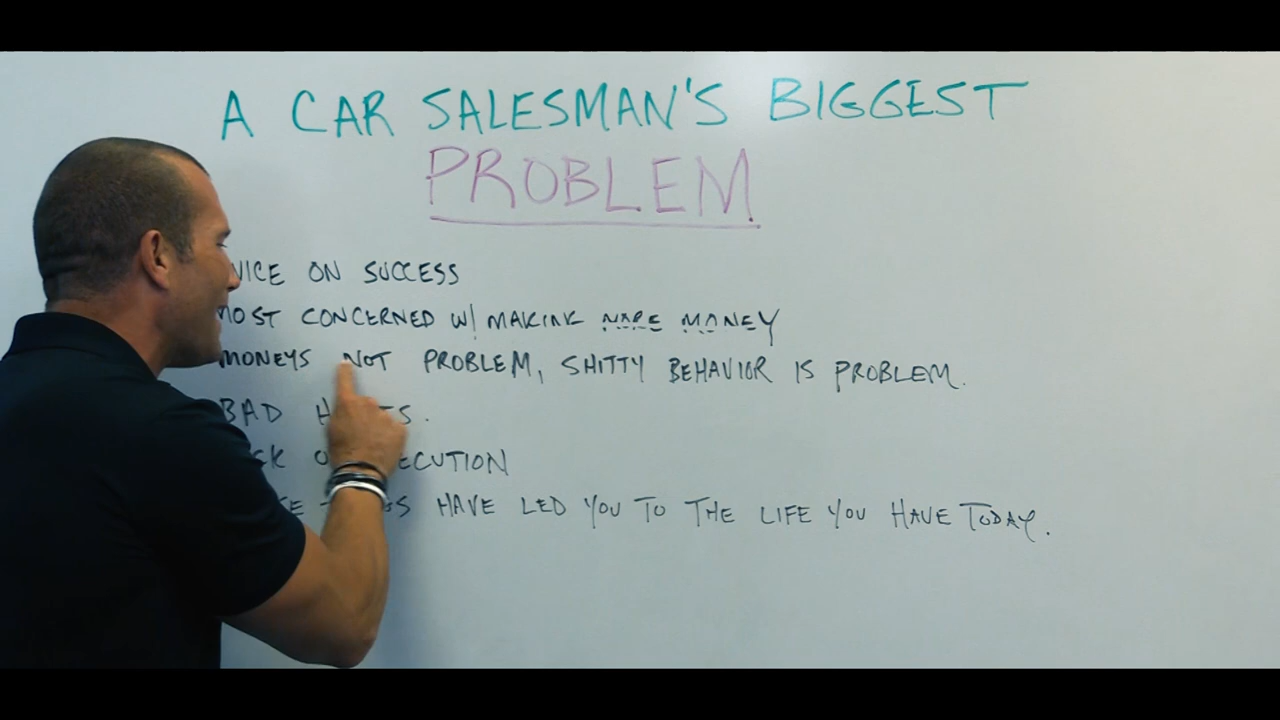 A CAR SALESMAN'S BIGGEST
PROBLEM
VICE ON SUCCESS
MOST CONCERNED W/ MAKING MORE MONEY
MONEYS NOT PROBLEM, SHITTY BEHAVIOR IS PROBLEM.
BAD
HAVE LED YOU TO THE LIFE YOU HAVE TODAY.